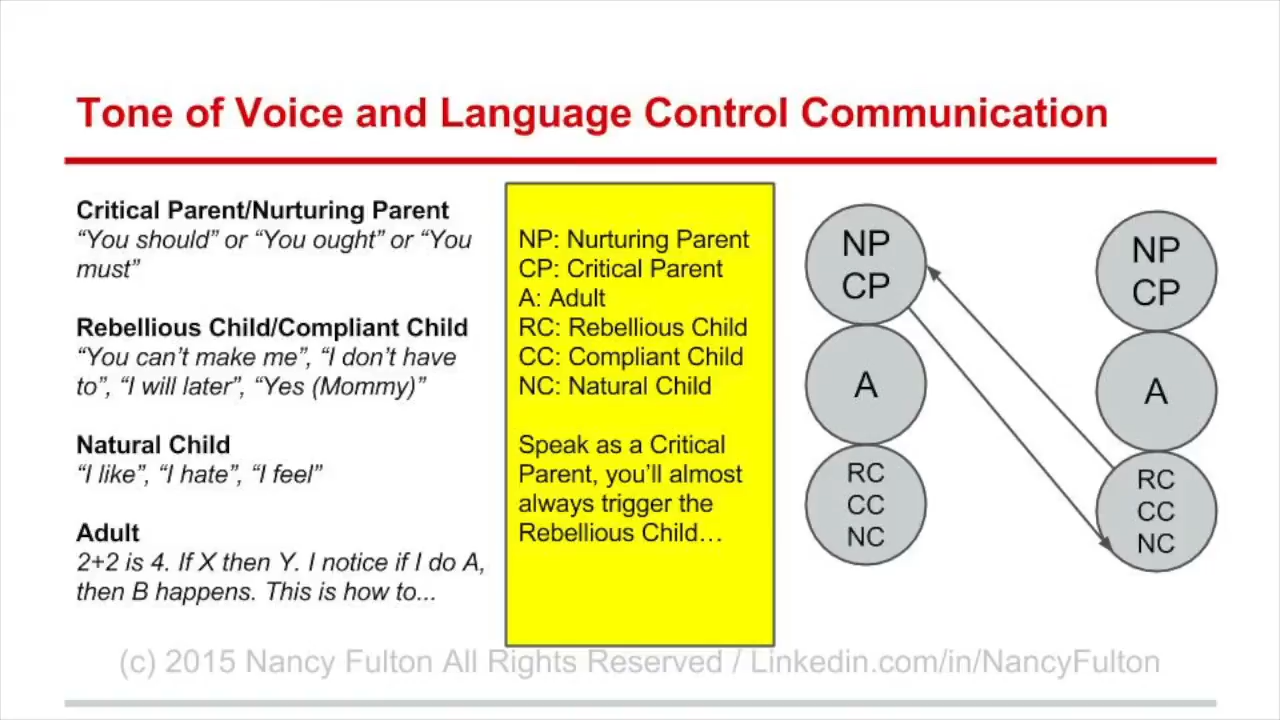 Tone of Voice and Language Control Communication
Critical Parent/Nurturing Parent
“You should” or “You ought” or “You
must”
Rebellious Child/Compliant Child
“You can’t make me”, “I don’t have
to”, “I will later”, “Yes (Mommy)”
Natural Child
“I like”, “I hate”, “I feel”
Adult
2+2 is 4. If X then Y. I notice if I do A,
then B happens. This is how to...
NP: Nurturing Parent
CP: Critical Parent
A: Adult
RC: Rebellious Child
CC: Compliant Child
NC: Natural Child
Speak as a Critical
Parent, you’ll almost
always trigger the
Rebellious Child…
NP
CP
A
RC
CC
NC
NP
CP
A
RC
CC
NC
(c) 2015 Nancy Fulton All Rights Reserved / Linkedin.com/in/NancyFulton